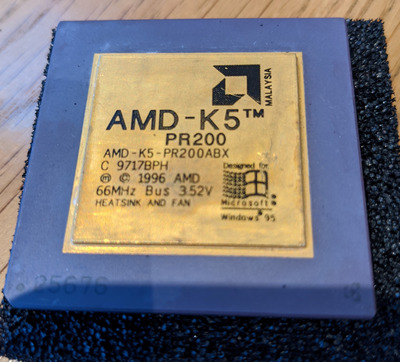 MALAYSIA
AMD-K5™
PR200
AMD-K5-PR200ABX
C 9717BPH
Ⓜ © 1996 AMD
66MHz Bus 3.52V
HEATSINK AND FAN
Designed for
Microsoft®
Windows 95
25676